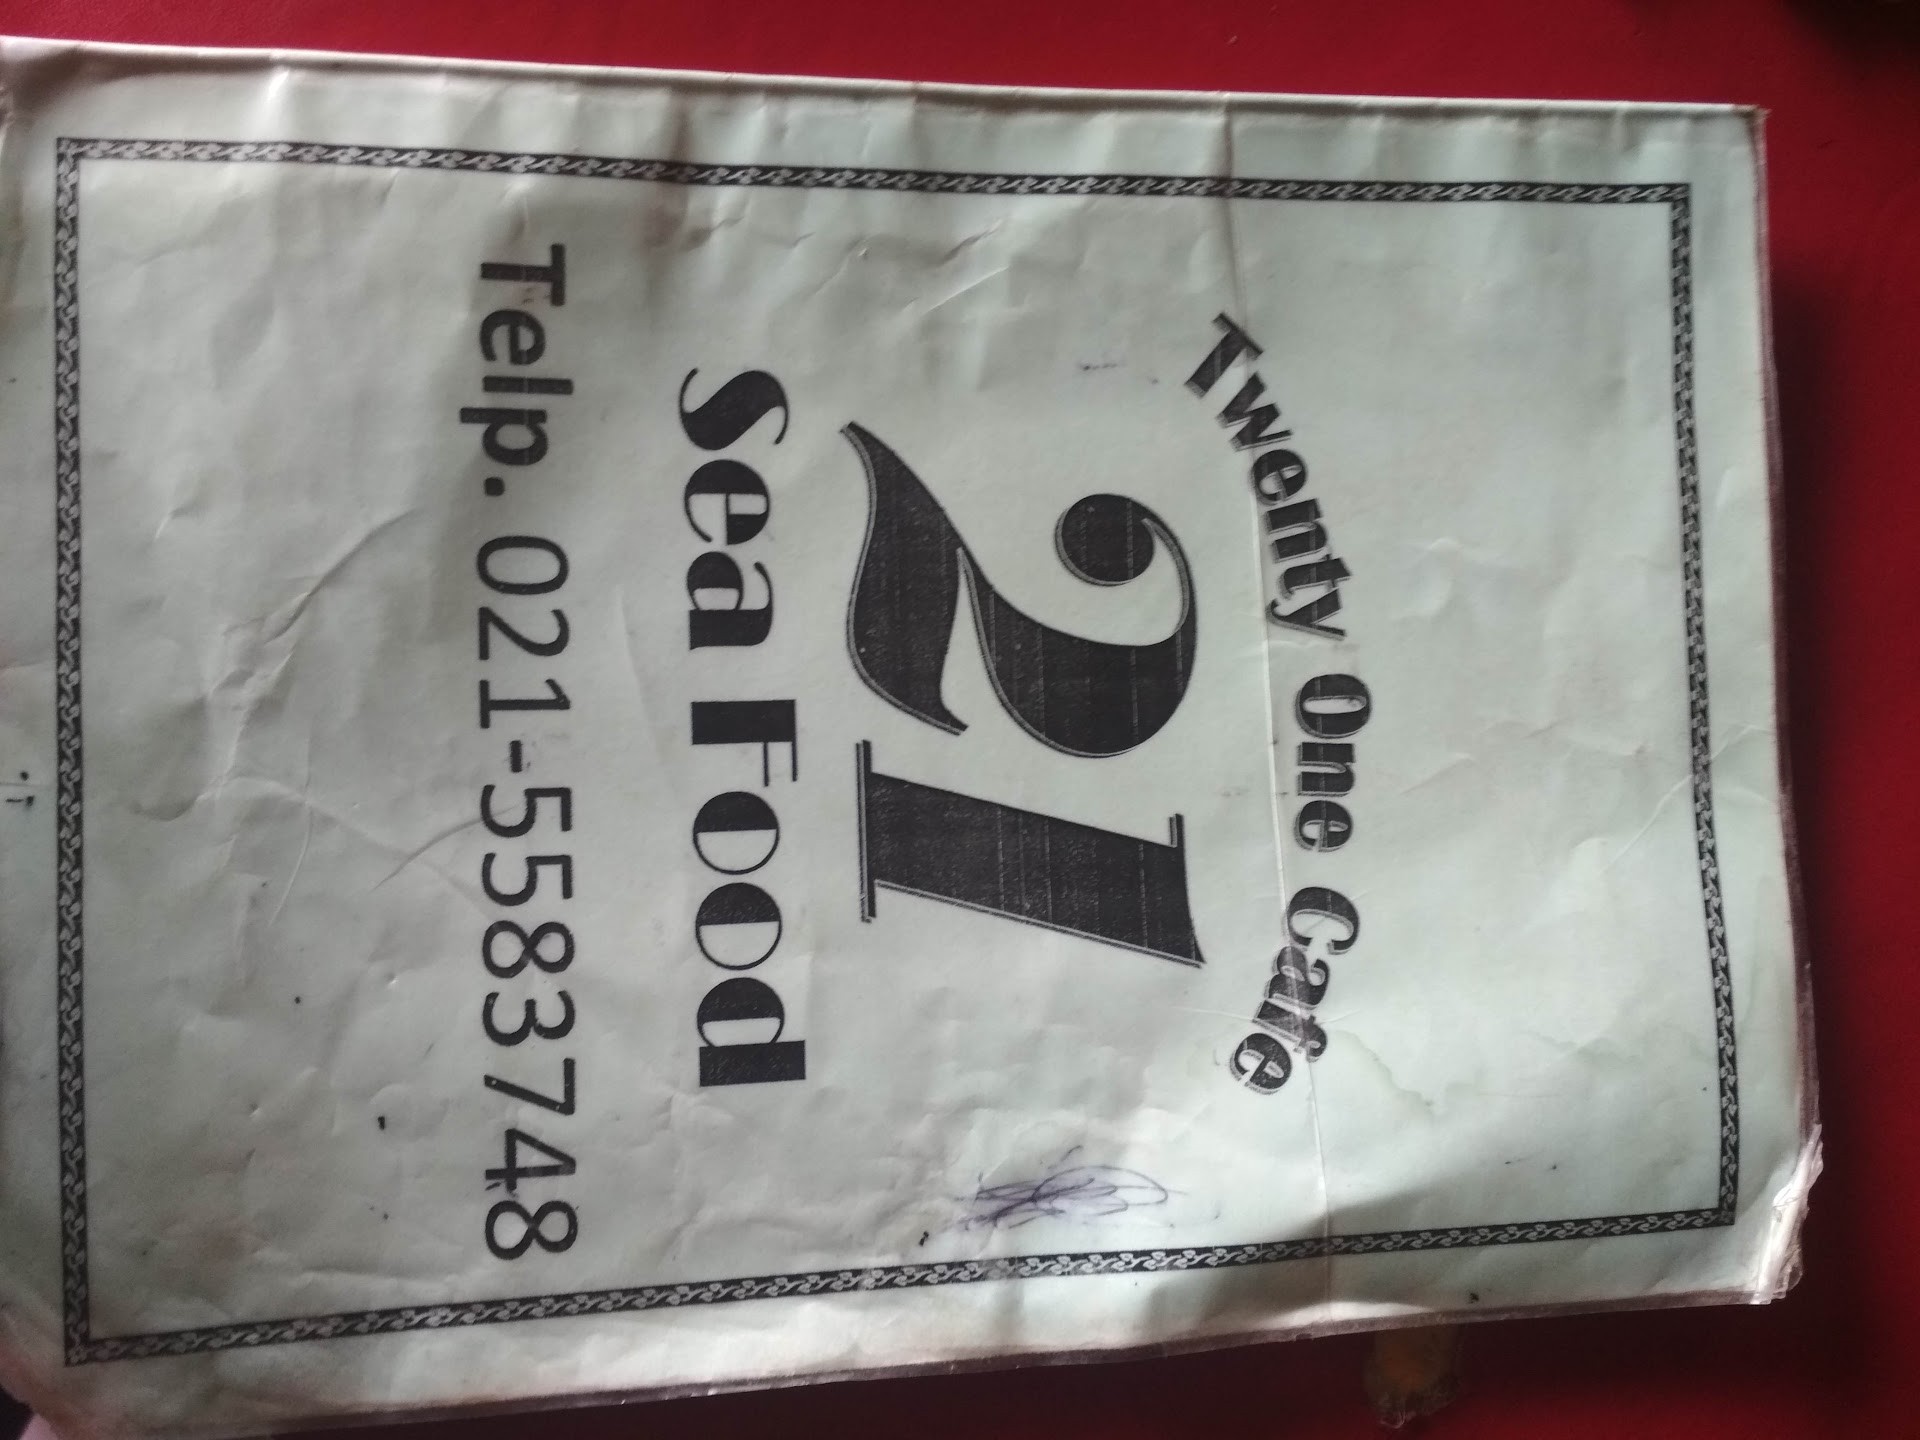 Twenty One Cafe
21
Sea Food
Telp. 021-5583748